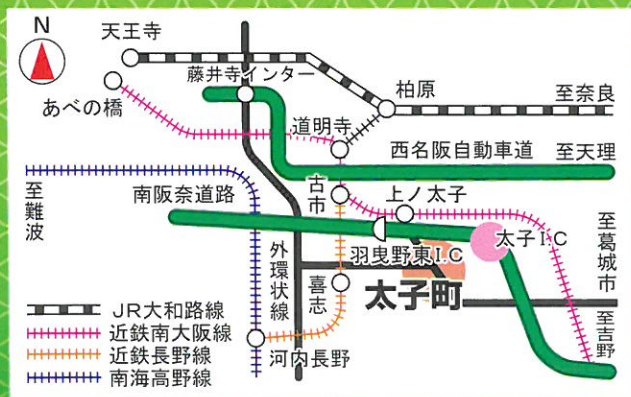 N
天王寺
藤井寺インター
柏原
至奈良
あべの橋
道明寺
西名阪自動車道
至天理
至難波
南阪奈道路
古市
上ノ太子
太子I.C
至葛城市
外環状線
羽曳野東I.C
喜志
太子町
至吉野
河内長野
JR大和路線
近鉄南大阪線
近鉄長野線
南海高野線